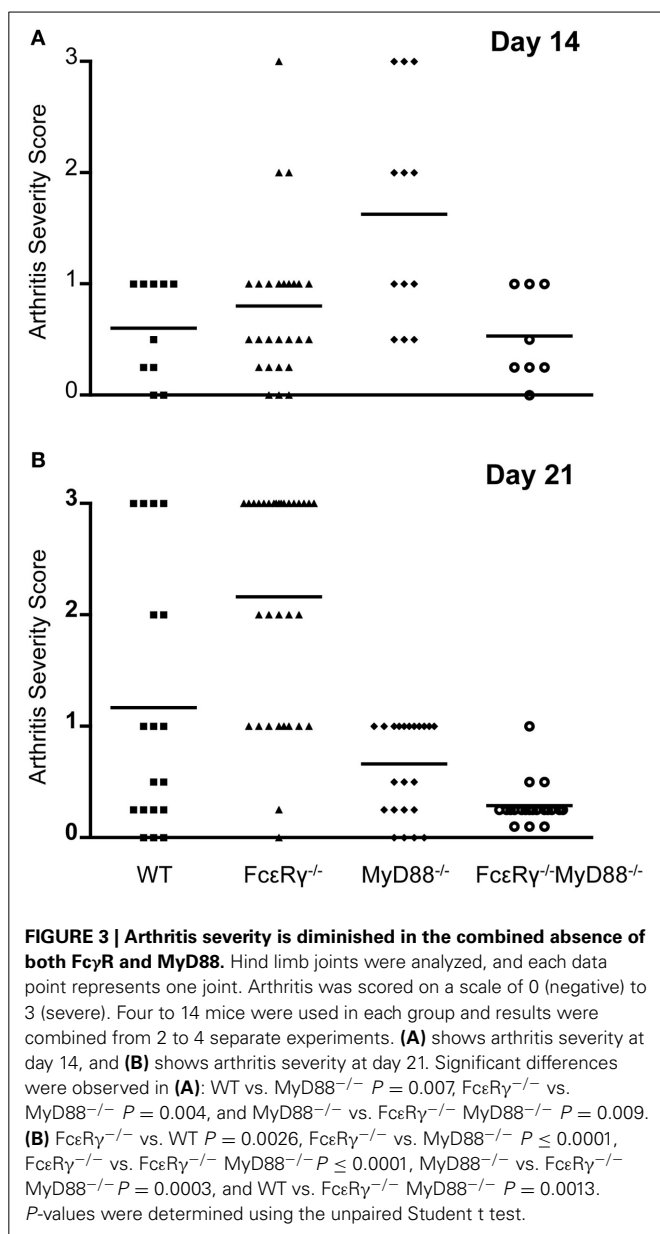 A
Day 14
3
2
1
0
Arthritis Severity Score
B
Day 21
3
2
1
0
Arthritis Severity Score
WT FcεRγ-/- MyD88-/- FcεRγ-/-MyD88-/-
FIGURE 3 | Arthritis severity is diminished in the combined absence of
both FcγR and MyD88. Hind limb joints were analyzed, and each data
point represents one joint. Arthritis was scored on a scale of 0 (negative) to
3 (severe). Four to 14 mice were used in each group and results were
combined from 2 to 4 separate experiments. (A) shows arthritis severity at
day 14, and (B) shows arthritis severity at day 21. Significant differences
were observed in (A): WT vs. MyD88−/− P = 0.007, FcεRγ−/− vs.
MyD88−/− P = 0.004, and MyD88−/− vs. FcεRγ−/− MyD88−/− P = 0.009.
(B) FcεRγ−/− vs. WT P = 0.0026, FcεRγ−/− vs. MyD88−/− P ≤ 0.0001,
FcεRγ−/− vs. FcεRγ−/− MyD88−/−P ≤ 0.0001, MyD88−/− vs. FcεRγ−/−
MyD88−/−P = 0.0003, and WT vs. FcεRγ−/− MyD88−/− P = 0.0013.
P-values were determined using the unpaired Student t test.